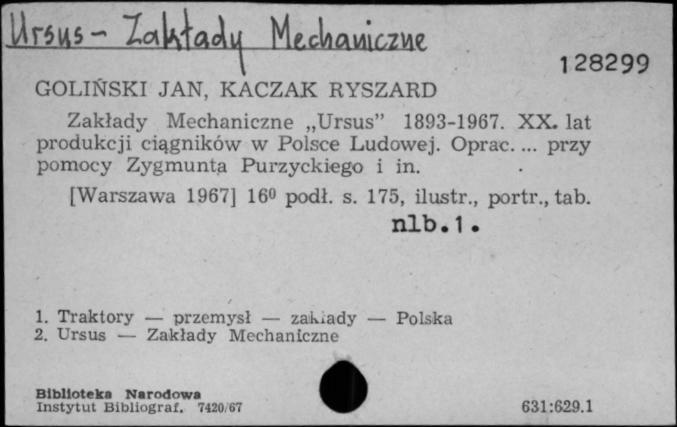 Ursus - Zakłady Mechaniczne
128299
GOLIŃSKI JAN, KACZAK RYSZARD
Zakłady Mechaniczne „Ursus” 1893-1967. XX. lat
produkcji ciągników w Polsce Ludowej. Oprac. ... przy
pomocy Zygmunta Purzyckiego i in.
[Warszawa 1967] 16⁰ podł. s. 175, ilustr., portr., tab.
nlb.1.
1. Traktory — przemysł — zakłady — Polska
2. Ursus — Zakłady Mechaniczne
Biblioteka Narodowa
Instytut Bibliograf. 7420/67
631:629.1